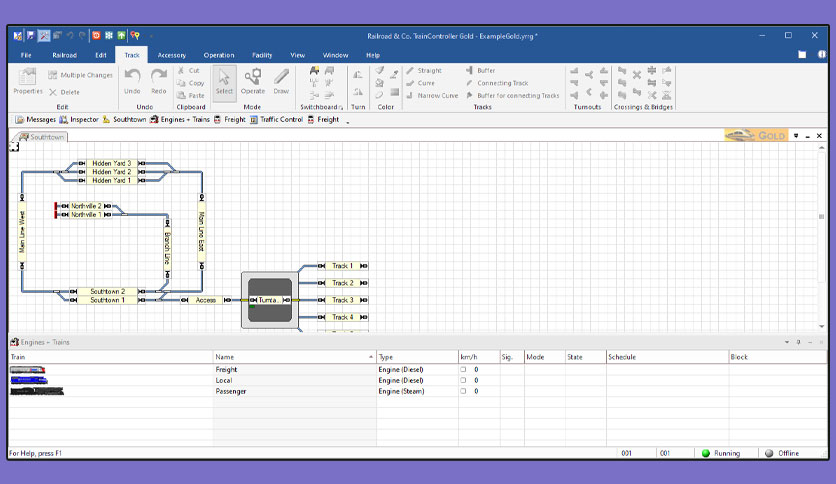 Railroad & Co. TrainController Gold - ExampleGold.yrrg *
File Railroad Edit Track Accessory Operation Facility View Window Help
Properties Multiple Changes Delete Undo Redo Cut Copy Paste Select Operate Draw Straight Curve Narrow Curve Buffer Connecting Track Buffer for connecting Tracks
Edit Undo Clipboard Mode Turn Color Tracks Turnouts Crossings & Bridges
Messages Inspector Southtown Engines + Trains Freight Traffic Control Freight
Southtown GOLD
Hidden Yard 3
Hidden Yard 2
Hidden Yard 1
Northville 2
Northville 1
Main Line West
Branch Line
Main Line East
Southtown 2
Southtown 1
Access
Turnta...
Track 1
Track 2
Track 3
Track 4
Engines + Trains
Train Name Type km/h Sig. Mode State Schedule Block
Freight Engine (Diesel) 0
Local Engine (Diesel) 0
Passenger Engine (Steam) 0
For Help, press F1 001 001 Running Offline